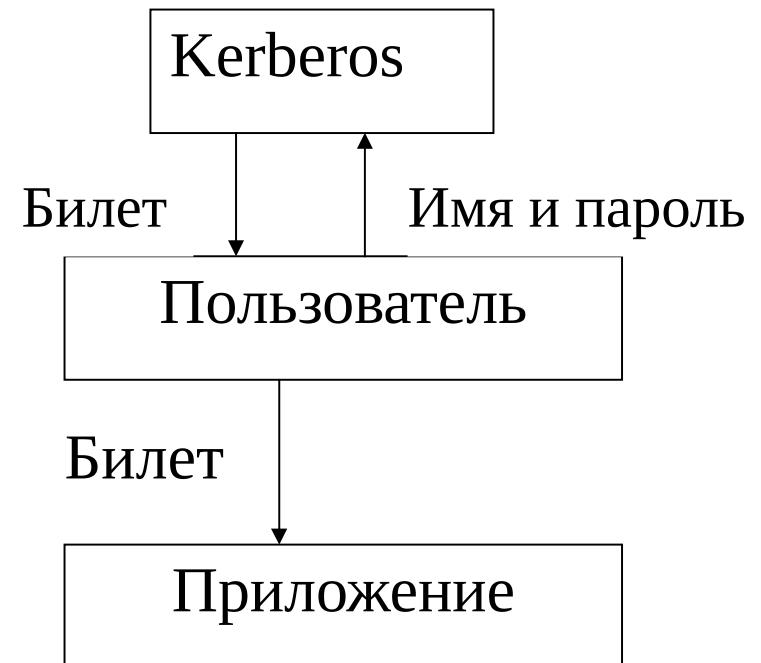 Kerberos
Билет
Имя и пароль
Пользователь
Билет
Приложение